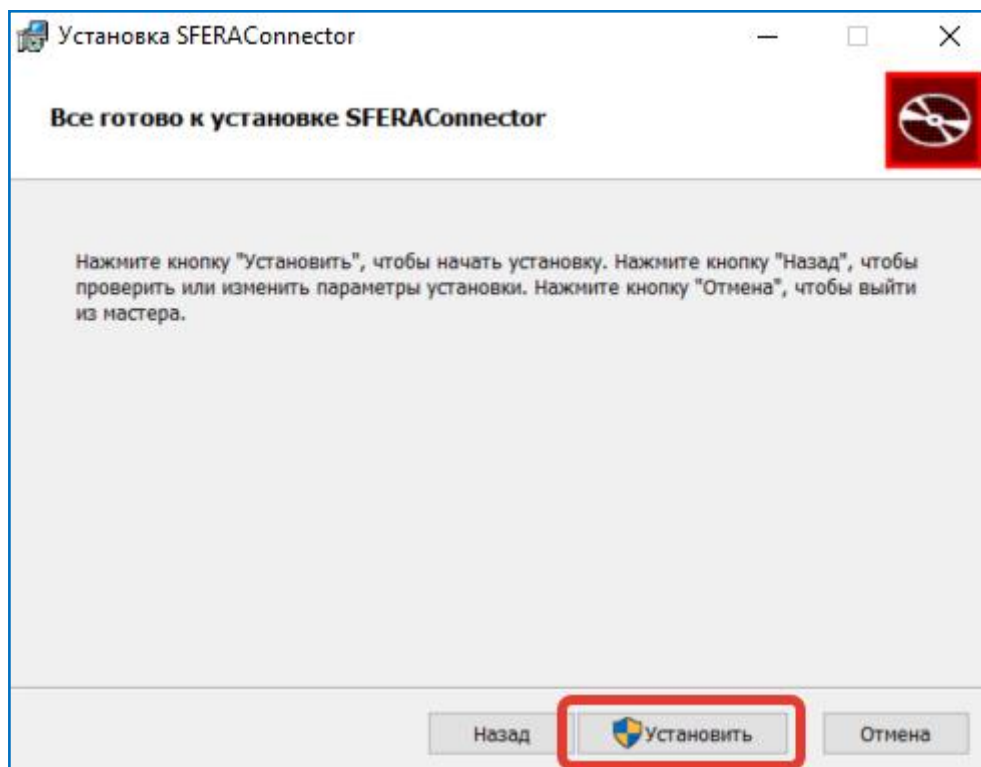 Установка SFERAConnector
Все готово к установке SFERAConnector
Нажмите кнопку "Установить", чтобы начать установку. Нажмите кнопку "Назад", чтобы
проверить или изменить параметры установки. Нажмите кнопку "Отмена", чтобы выйти
из мастера.
Назад
Установить
Отмена